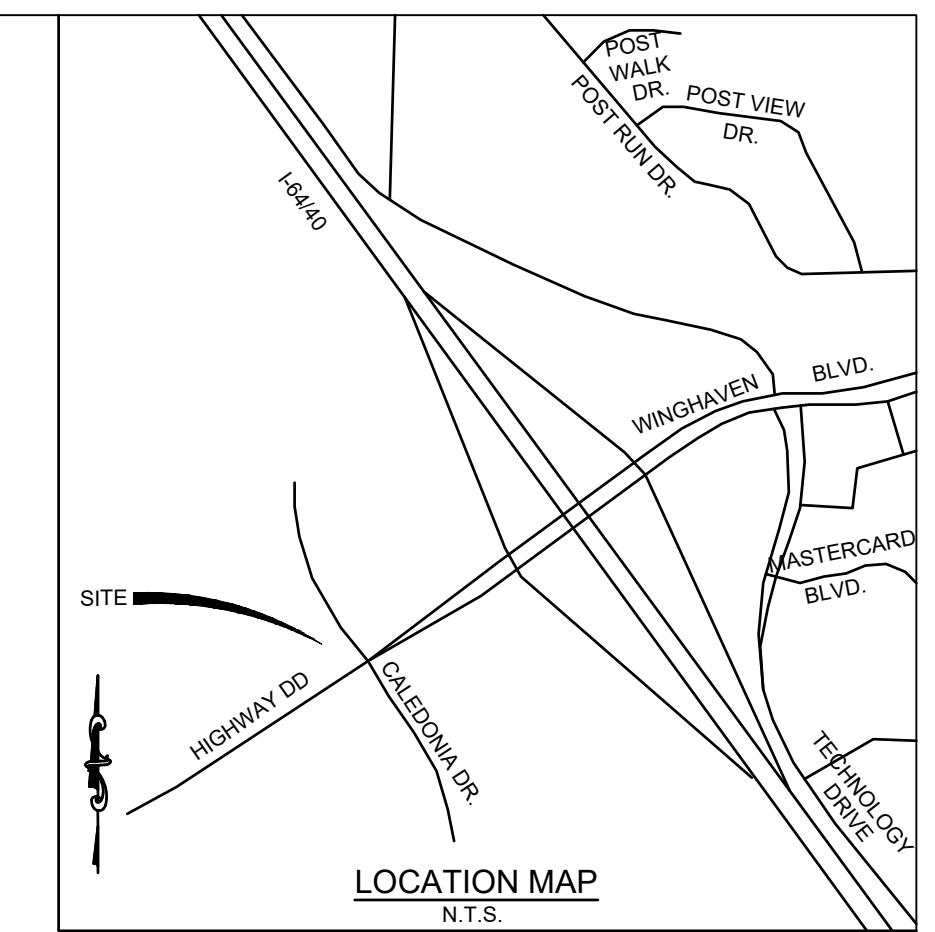 POST
WALK
DR.
POST VIEW
DR.
POST RUN DR.
I-64/40
WINGHAVEN
BLVD.
MASTERCARD
BLVD.
SITE
HIGHWAY DD
CALEDONIA DR.
TECHNOLOGY
DRIVE
LOCATION MAP
N.T.S.